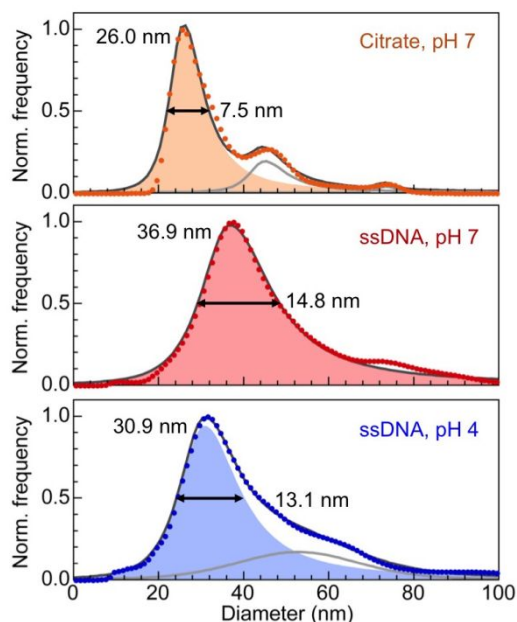 26.0 nm
Citrate, pH 7
7.5 nm
Norm. frequency
1.0
0.5
0.0
36.9 nm
ssDNA, pH 7
14.8 nm
Norm. frequency
1.0
0.5
0.0
30.9 nm
ssDNA, pH 4
13.1 nm
Norm. frequency
1.0
0.5
0.0
0 20 40 60 80 100
Diameter (nm)